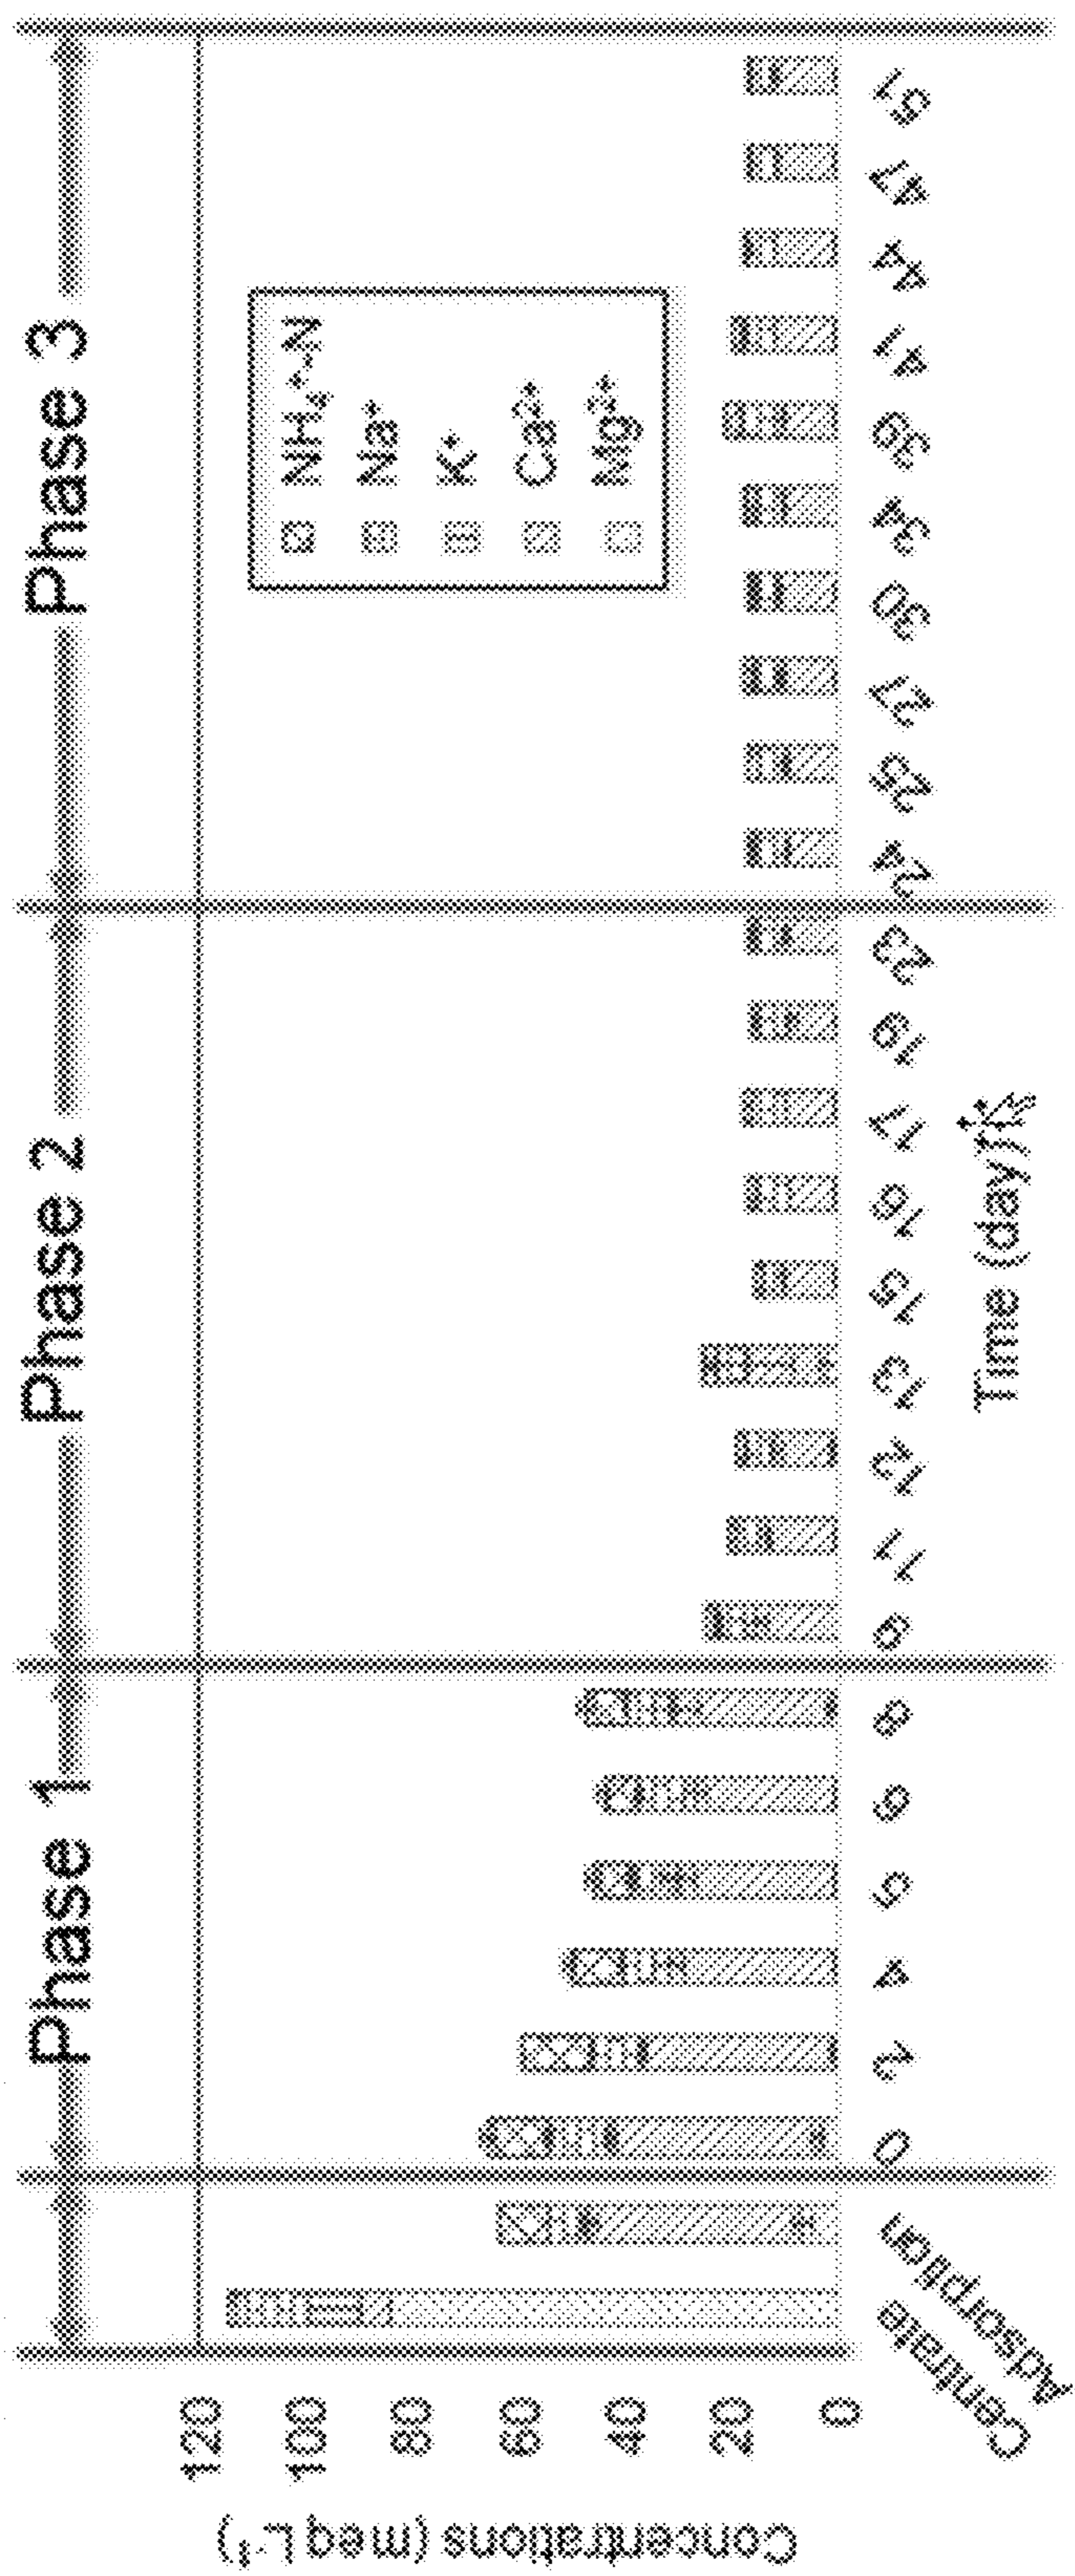 Phase 1
Phase 2
Phase 3
Concentrations (meq L⁻¹)
120
100
80
60
40
20
0
NH₄⁺-N
Na⁺
K⁺
Ca²⁺
Mg²⁺
Centrate
Adsorption
0 2 4 5 6 8 9 11 12 13 15 16 17 19 23 24 25 27 30 34 39 41 44 47 51
Time (day)